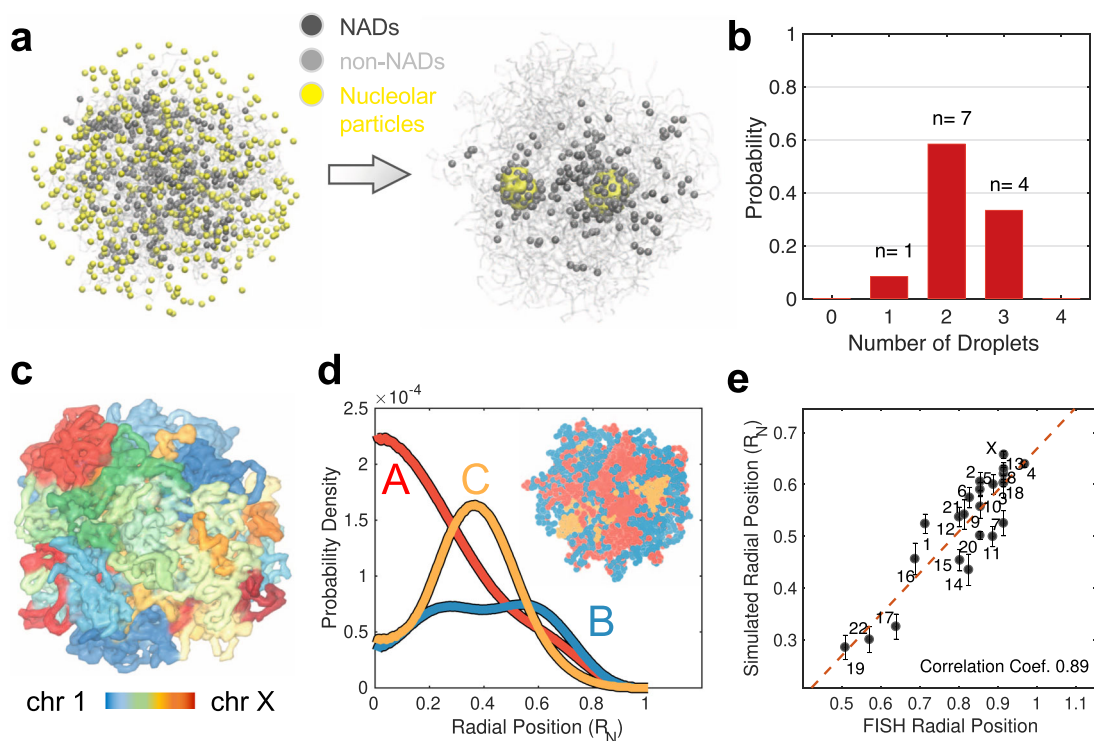 a
NADs
non-NADs
Nucleolar
particles
b
Probability
1
0.8
0.6
0.4
0.2
0
n= 1
n= 7
n= 4
0 1 2 3 4
Number of Droplets
c
chr 1 chr X
d
×10-4
Probability Density
2.5
2
1.5
1
0.5
0
A
C
B
0 0.2 0.4 0.6 0.8 1
Radial Position (RN)
e
Simulated Radial Position (RN)
0.7
0.6
0.5
0.4
0.3
X
13
2 5 8 4
6 18
21 10 3
12 9 7
1 20 11
16 15
14
17
22
19
Correlation Coef. 0.89
0.5 0.6 0.7 0.8 0.9 1 1.1
FISH Radial Position